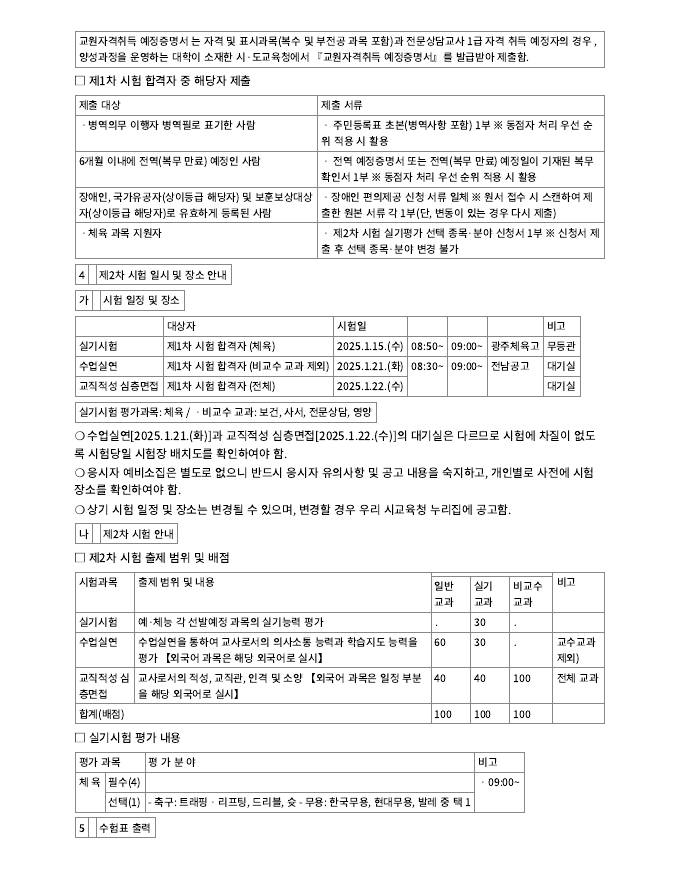 교원자격취득 예정증명서 는 자격 및 표시과목(복수 및 부전공 과목 포함)과 전문상담교사 1급 자격 취득 예정자의 경우 ,
양성과정을 운영하는 대학이 소재한 시·도교육청에서 『교원자격취득 예정증명서』를 발급받아 제출함.
□ 제1차 시험 합격자 중 해당자 제출
제출 대상 제출 서류
· 병역의무 이행자 병역필로 표기한 사람 · 주민등록표 초본(병역사항 포함) 1부 ※ 동점자 처리 우선 순
위 적용 시 활용
6개월 이내에 전역(복무 만료) 예정인 사람 · 전역 예정증명서 또는 전역(복무 만료) 예정일이 기재된 복무
확인서 1부 ※ 동점자 처리 우선 순위 적용 시 활용
장애인, 국가유공자(상이등급 해당자) 및 보훈보상대상 · 장애인 편의제공 신청 서류 일체 ※ 원서 접수 시 스캔하여 제
자(상이등급 해당자)로 유효하게 등록된 사람 출한 원본 서류 각 1부(단, 변동이 있는 경우 다시 제출)
· 체육 과목 지원자 · 제2차 시험 실기평가 선택 종목·분야 신청서 1부 ※ 신청서 제
출 후 선택 종목·분야 변경 불가
4 제2차 시험 일시 및 장소 안내
가 시험 일정 및 장소
대상자 시험일 비고
실기시험 제1차 시험 합격자 (체육) 2025.1.15.(수) 08:50~ 09:00~ 광주체육고 무등관
수업실연 제1차 시험 합격자 (비교수 교과 제외) 2025.1.21.(화) 08:30~ 09:00~ 전남공고 대기실
교직적성 심층면접 제1차 시험 합격자 (전체) 2025.1.22.(수) 대기실
실기시험 평가과목: 체육 / · 비교수 교과: 보건, 사서, 전문상담, 영양
❍ 수업실연[2025.1.21.(화)]과 교직적성 심층면접[2025.1.22.(수)]의 대기실은 다르므로 시험에 차질이 없도
록 시험당일 시험장 배치도를 확인하여야 함.
❍ 응시자 예비소집은 별도로 없으니 반드시 응시자 유의사항 및 공고 내용을 숙지하고, 개인별로 사전에 시험
장소를 확인하여야 함.
❍ 상기 시험 일정 및 장소는 변경될 수 있으며, 변경할 경우 우리 시교육청 누리집에 공고함.
나 제2차 시험 안내
□ 제2차 시험 출제 범위 및 배점
시험과목 출제 범위 및 내용 일반 실기 비교수 비고
교과 교과 교과
실기시험 예·체능 각 선발예정 과목의 실기능력 평가 . 30 .
수업실연 수업실연을 통하여 교사로서의 의사소통 능력과 학습지도 능력을 60 30 . 교수교과
평가 【외국어 과목은 해당 외국어로 실시】 제외)
교직적성 심 교사로서의 적성, 교직관, 인격 및 소양 【외국어 과목은 일정 부분 40 40 100 전체 교과
층면접 을 해당 외국어로 실시】
합계(배점) 100 100 100
□ 실기시험 평가 내용
평가 과목 평 가 분 야 비고
체 육 필수(4) · 09:00~
선택(1) - 축구: 트래핑 · 리프팅, 드리블, 슛 - 무용: 한국무용, 현대무용, 발레 중 택 1
5 수험표 출력